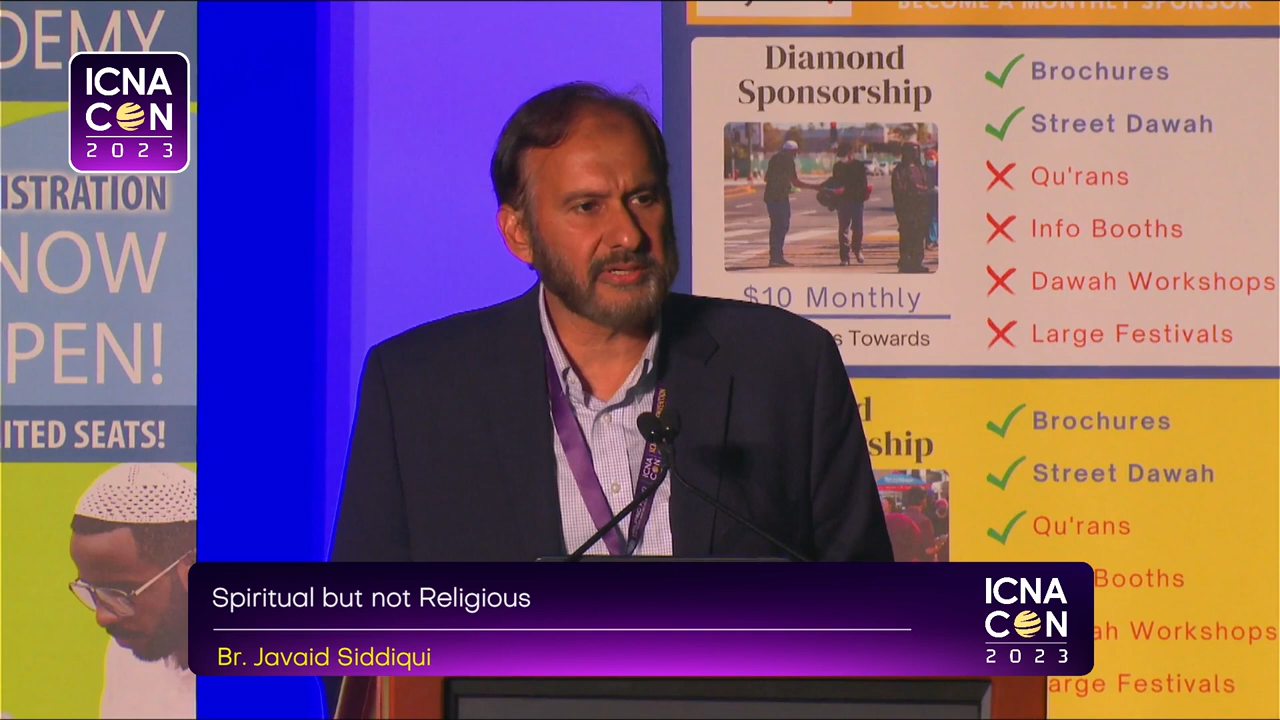 DEMY
ICNA
CON
2023
ISTRATION
NOW
PEN!
ITED SEATS!
Diamond
Sponsorship
$10 Monthly
Towards
Brochures
Street Dawah
Qu'rans
Info Booths
Dawah Workshops
Large Festivals
ship
Brochures
Street Dawah
Qu'rans
Booths
ah Workshops
arge Festivals
BECOME A MONTHLY SPONSOR
ICNA
CON
Spiritual but not Religious
Br. Javaid Siddiqui
ICNA
CON
2023